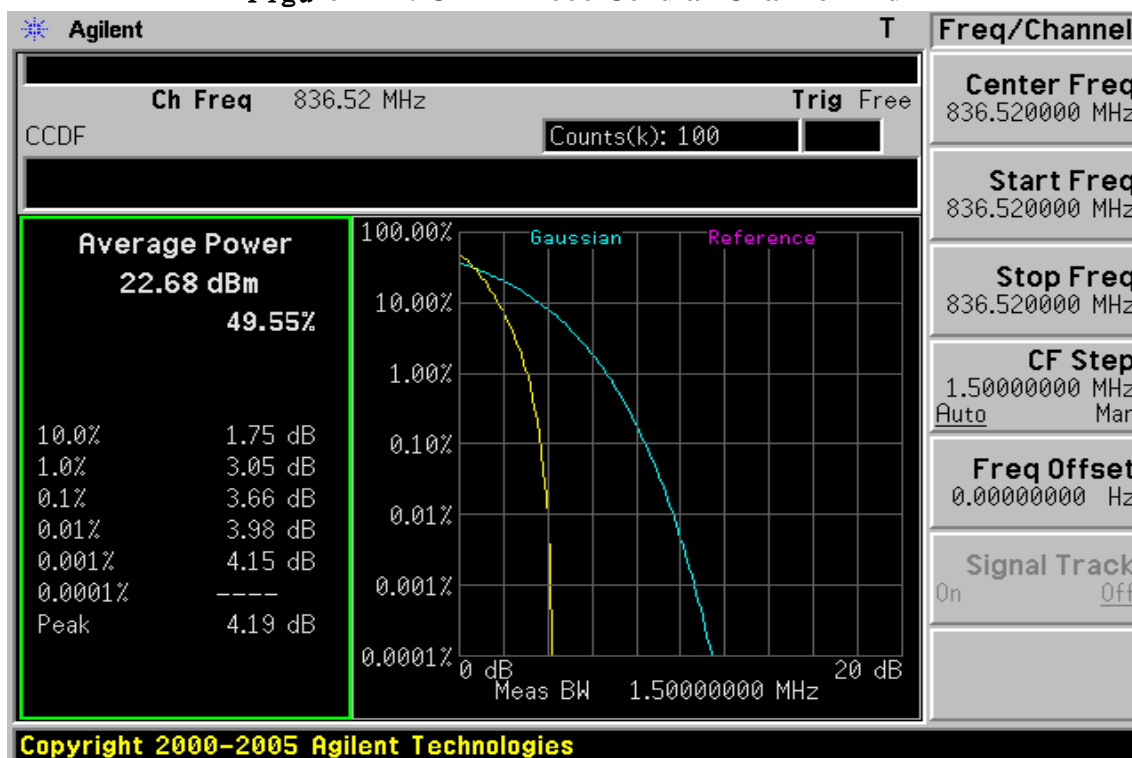 Agilent T
Freq/Channel
Ch Freq 836.52 MHz Trig Free
CCDF Counts(k): 100
Average Power
22.68 dBm
49.55%
10.0% 1.75 dB
1.0% 3.05 dB
0.1% 3.66 dB
0.01% 3.98 dB
0.001% 4.15 dB
0.0001% ----
Peak 4.19 dB
Gaussian Reference
100.00%
10.00%
1.00%
0.10%
0.01%
0.001%
0.0001%
0 dB 20 dB
Meas BW 1.50000000 MHz
Center Freq
836.520000 MHz
Start Freq
836.520000 MHz
Stop Freq
836.520000 MHz
CF Step
1.50000000 MHz
Auto Man
Freq Offset
0.00000000 Hz
Signal Track
On Off
Copyright 2000-2005 Agilent Technologies